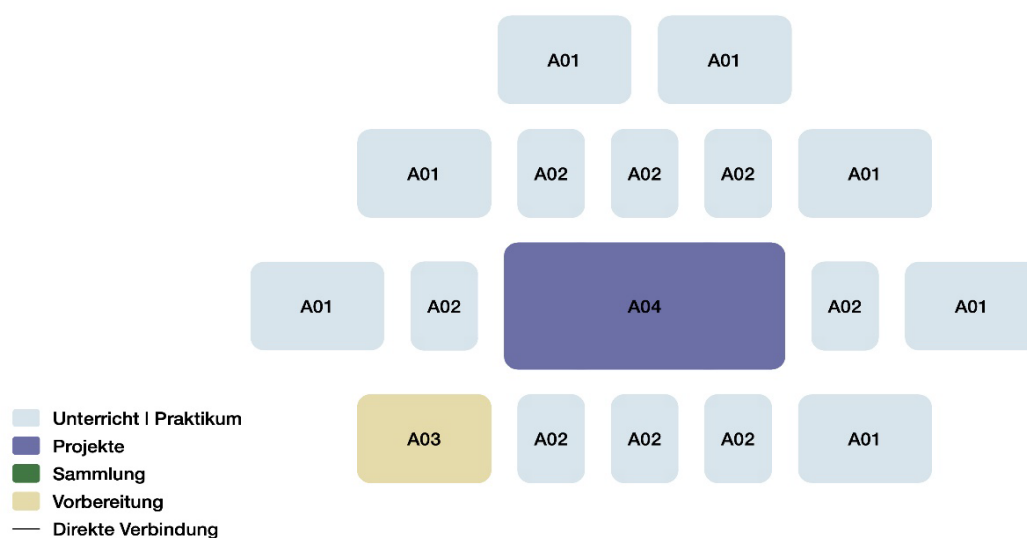 A01 A01
A01 A02 A02 A02 A01
A01 A02 A04 A02 A01
A03 A02 A02 A02 A01
Unterricht | Praktikum
Projekte
Sammlung
Vorbereitung
Direkte Verbindung